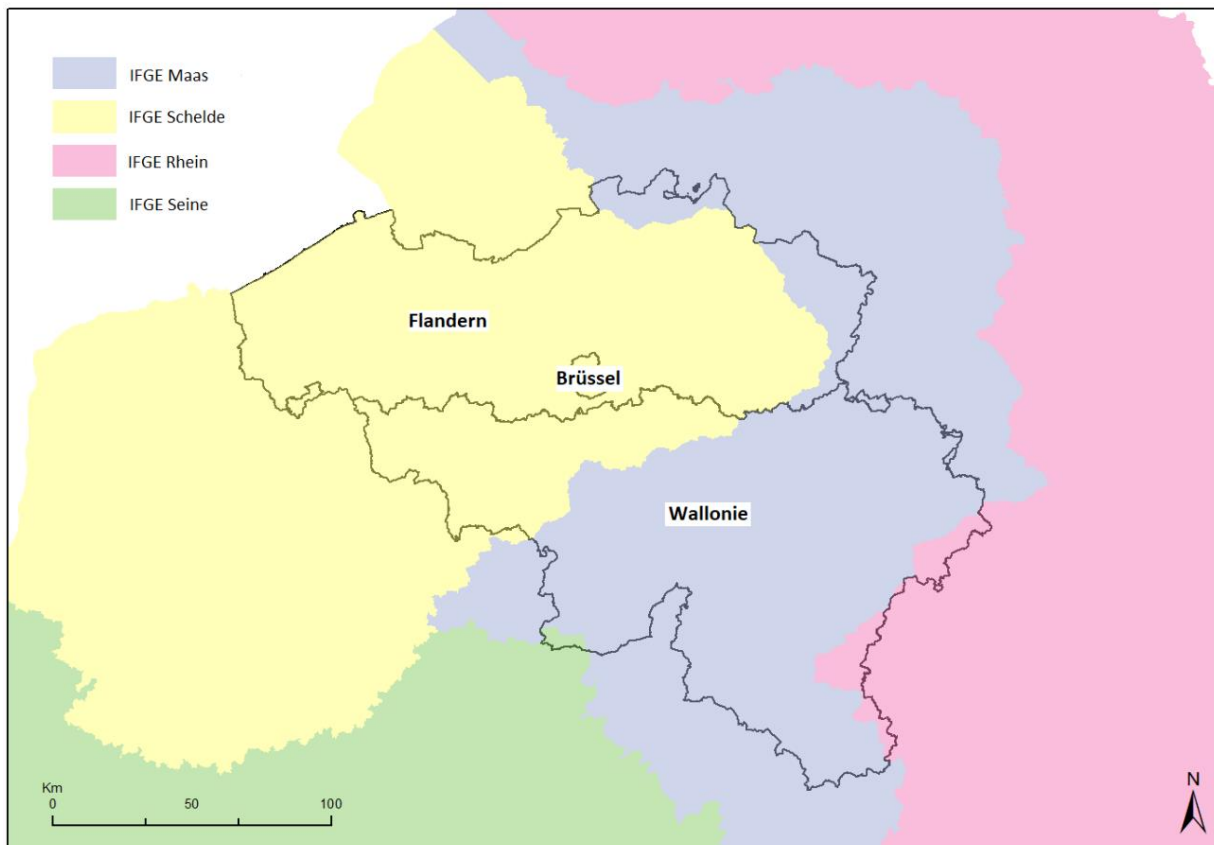 IFGE Maas
IFGE Schelde
IFGE Rhein
IFGE Seine
Flandern
Brüssel
Wallonie
Km
0 50 100
N